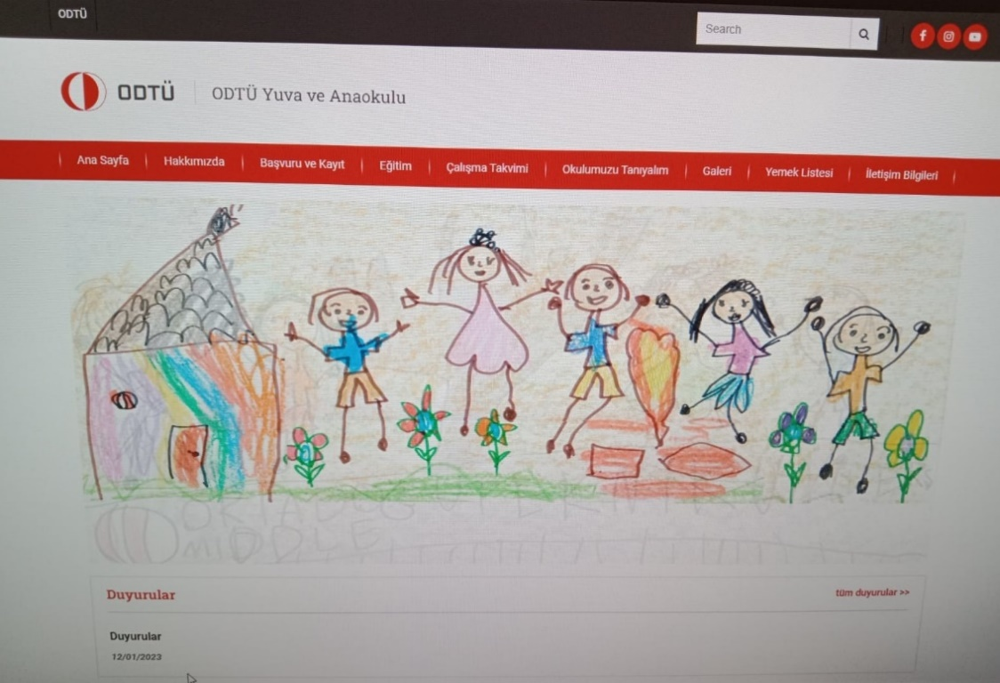 ODTÜ
Search
ODTÜ
ODTÜ Yuva ve Anaokulu
Ana Sayfa
Hakkımızda
Başvuru ve Kayıt
Eğitim
Çalışma Takvimi
Okulumuzu Tanıyalım
Galeri
Yemek Listesi
İletişim Bilgileri
MIDDLE
Duyurular
tüm duyurular >>
Duyurular
12/01/2023